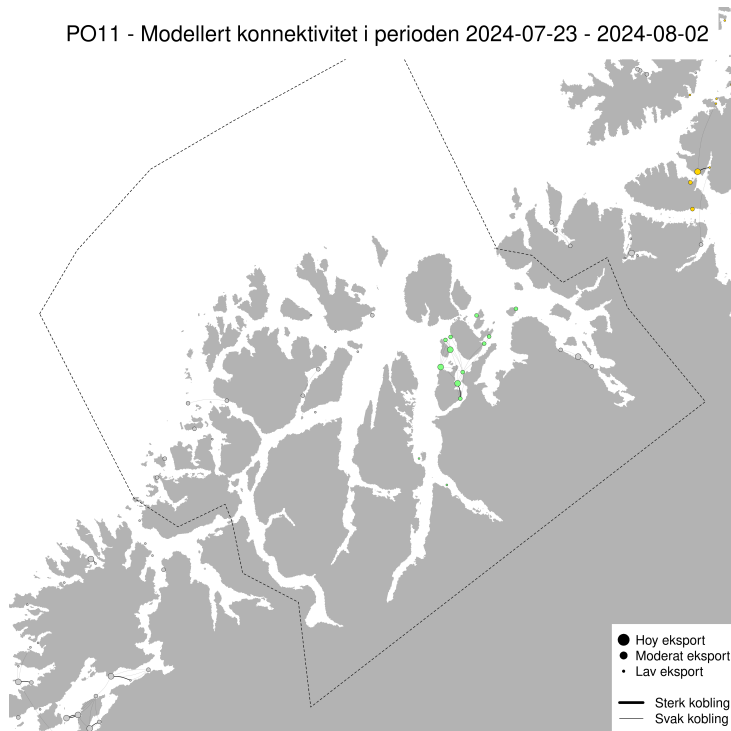 PO11 - Modellert konnektivitet i perioden 2024-07-23 - 2024-08-02
Hoy eksport
Moderat eksport
Lav eksport
Sterk kobling
Svak kobling